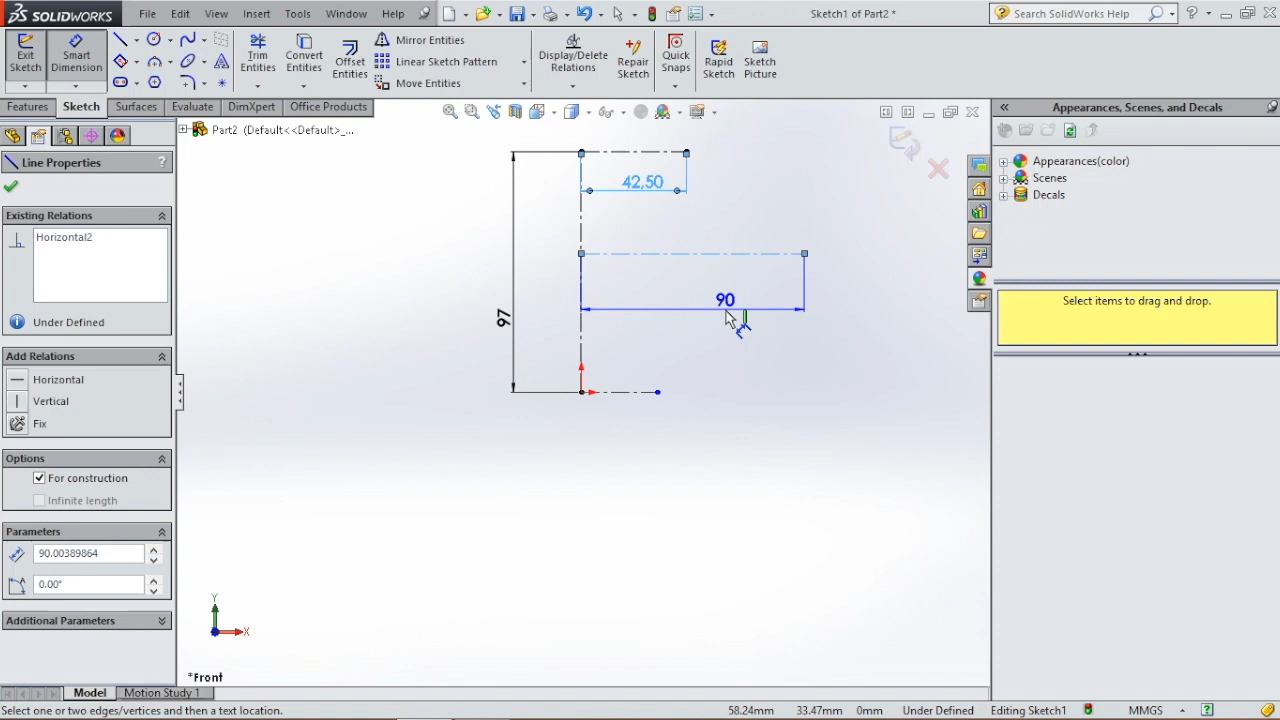 SOLIDWORKS
File Edit View Insert Tools Window Help
Sketch1 of Part2 *
Search SolidWorks Help
Exit Sketch
Smart Dimension
Trim Entities
Convert Entities
Offset Entities
Mirror Entities
Linear Sketch Pattern
Move Entities
Display/Delete Relations
Repair Sketch
Quick Snaps
Rapid Sketch
Sketch Picture
Features Sketch Surfaces Evaluate DimXpert Office Products
Part2 (Default<<Default>_...
Appearances, Scenes, and Decals
Line Properties
Existing Relations
Horizontal2
Under Defined
Add Relations
Horizontal
Vertical
Fix
Options
For construction
Infinite length
Parameters
90.00389864
0.00°
Additional Parameters
42,50
90
97
Y
X
*Front
Appearances(color)
Scenes
Decals
Select items to drag and drop.
Model Motion Study 1
Select one or two edges/vertices and then a text location.
58.24mm 33.47mm 0mm Under Defined Editing Sketch1 MMGS